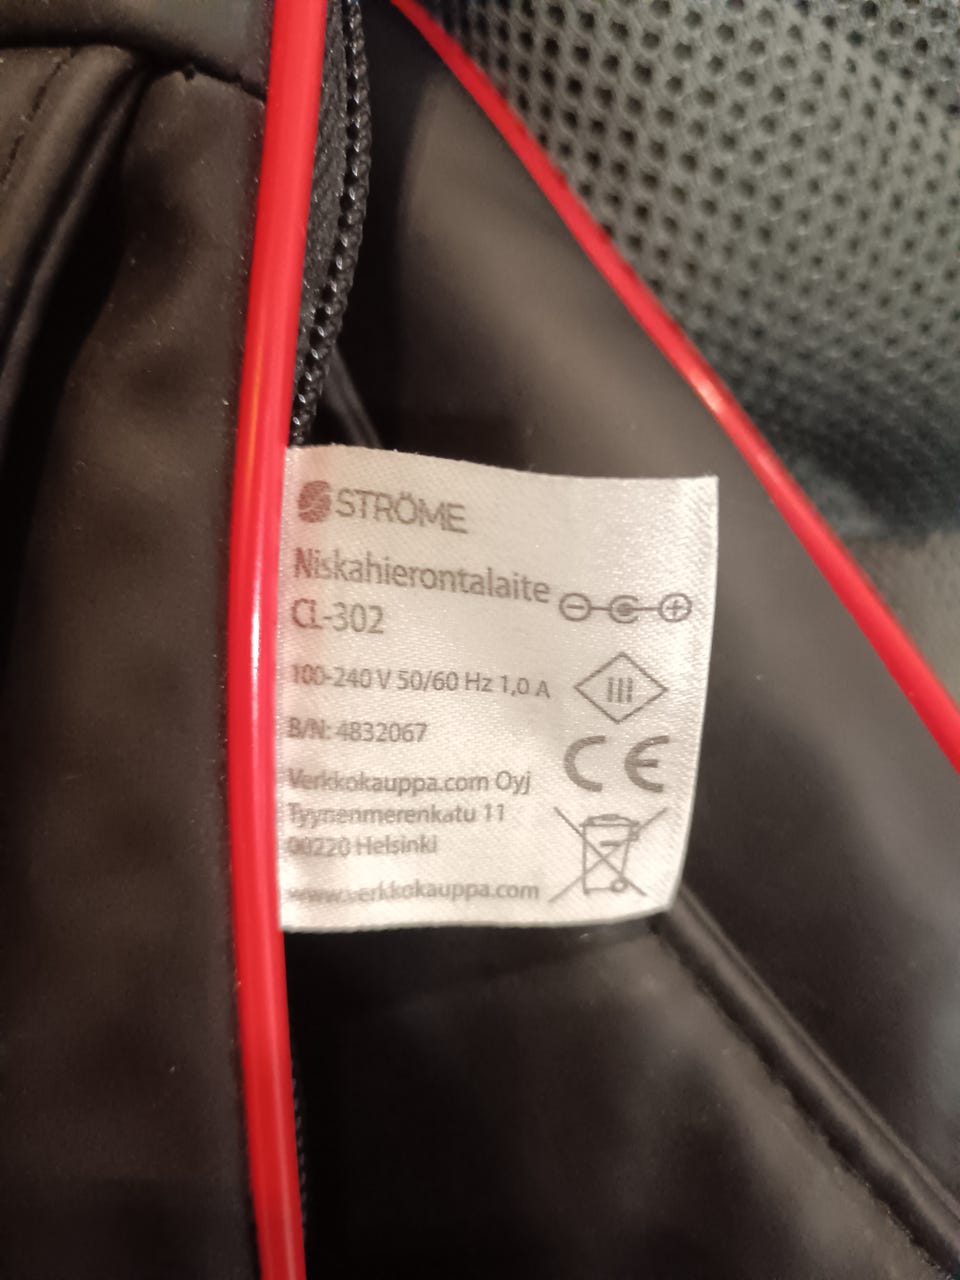 STRÖME
Niskahierontalaite
CL-302
100-240 V 50/60 Hz 1,0 A
B/N: 4832067
Verkkokauppa.com Oyj
Tyynenmerenkatu 11
00220 Helsinki
www.verkkokauppa.com
III
CE